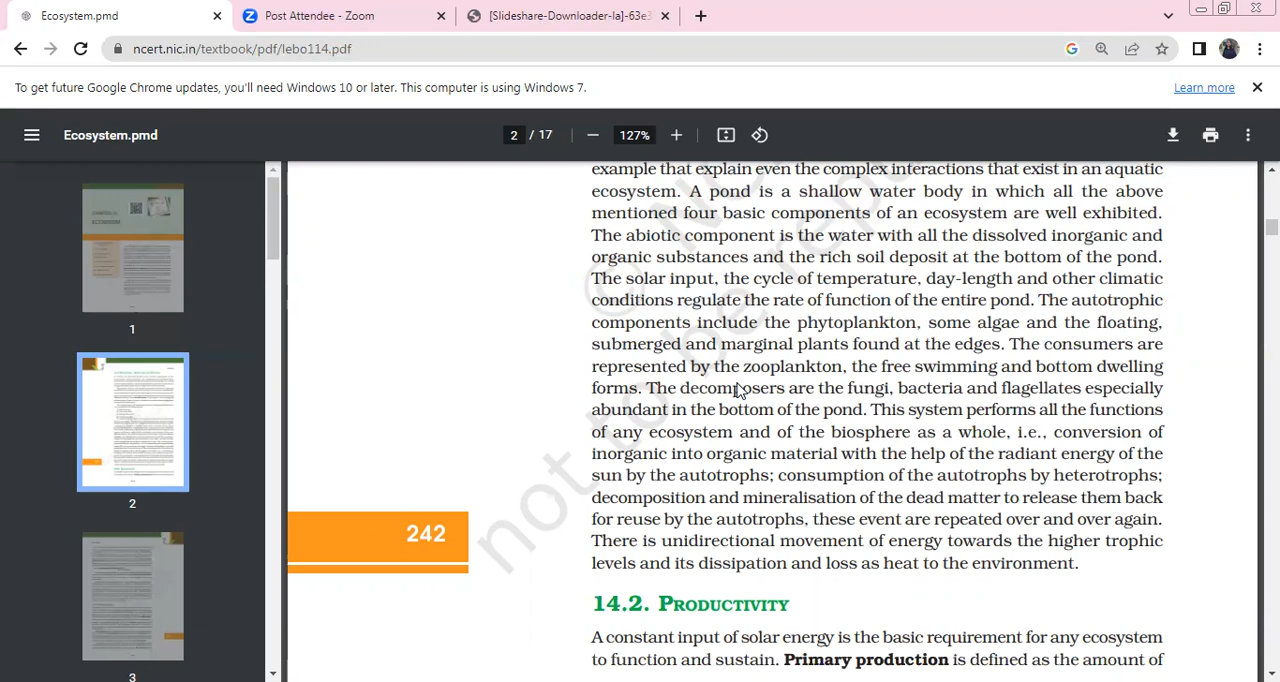 Ecosystem.pmd
Post Attendee - Zoom
[Slideshare-Downloader-la]-63e3
ncert.nic.in/textbook/pdf/lebo114.pdf
To get future Google Chrome updates, you'll need Windows 10 or later. This computer is using Windows 7.
Learn more
Ecosystem.pmd
2 / 17
127%
1
2
3
example that explain even the complex interactions that exist in an aquatic
ecosystem. A pond is a shallow water body in which all the above
mentioned four basic components of an ecosystem are well exhibited.
The abiotic component is the water with all the dissolved inorganic and
organic substances and the rich soil deposit at the bottom of the pond.
The solar input, the cycle of temperature, day-length and other climatic
conditions regulate the rate of function of the entire pond. The autotrophic
components include the phytoplankton, some algae and the floating,
submerged and marginal plants found at the edges. The consumers are
represented by the zooplankton, the free swimming and bottom dwelling
forms. The decomposers are the fungi, bacteria and flagellates especially
abundant in the bottom of the pond. This system performs all the functions
of any ecosystem and of the biosphere as a whole, i.e., conversion of
inorganic into organic material with the help of the radiant energy of the
sun by the autotrophs; consumption of the autotrophs by heterotrophs;
decomposition and mineralisation of the dead matter to release them back
for reuse by the autotrophs, these event are repeated over and over again.
There is unidirectional movement of energy towards the higher trophic
levels and its dissipation and loss as heat to the environment.
242
14.2. PRODUCTIVITY
A constant input of solar energy is the basic requirement for any ecosystem
to function and sustain. Primary production is defined as the amount of